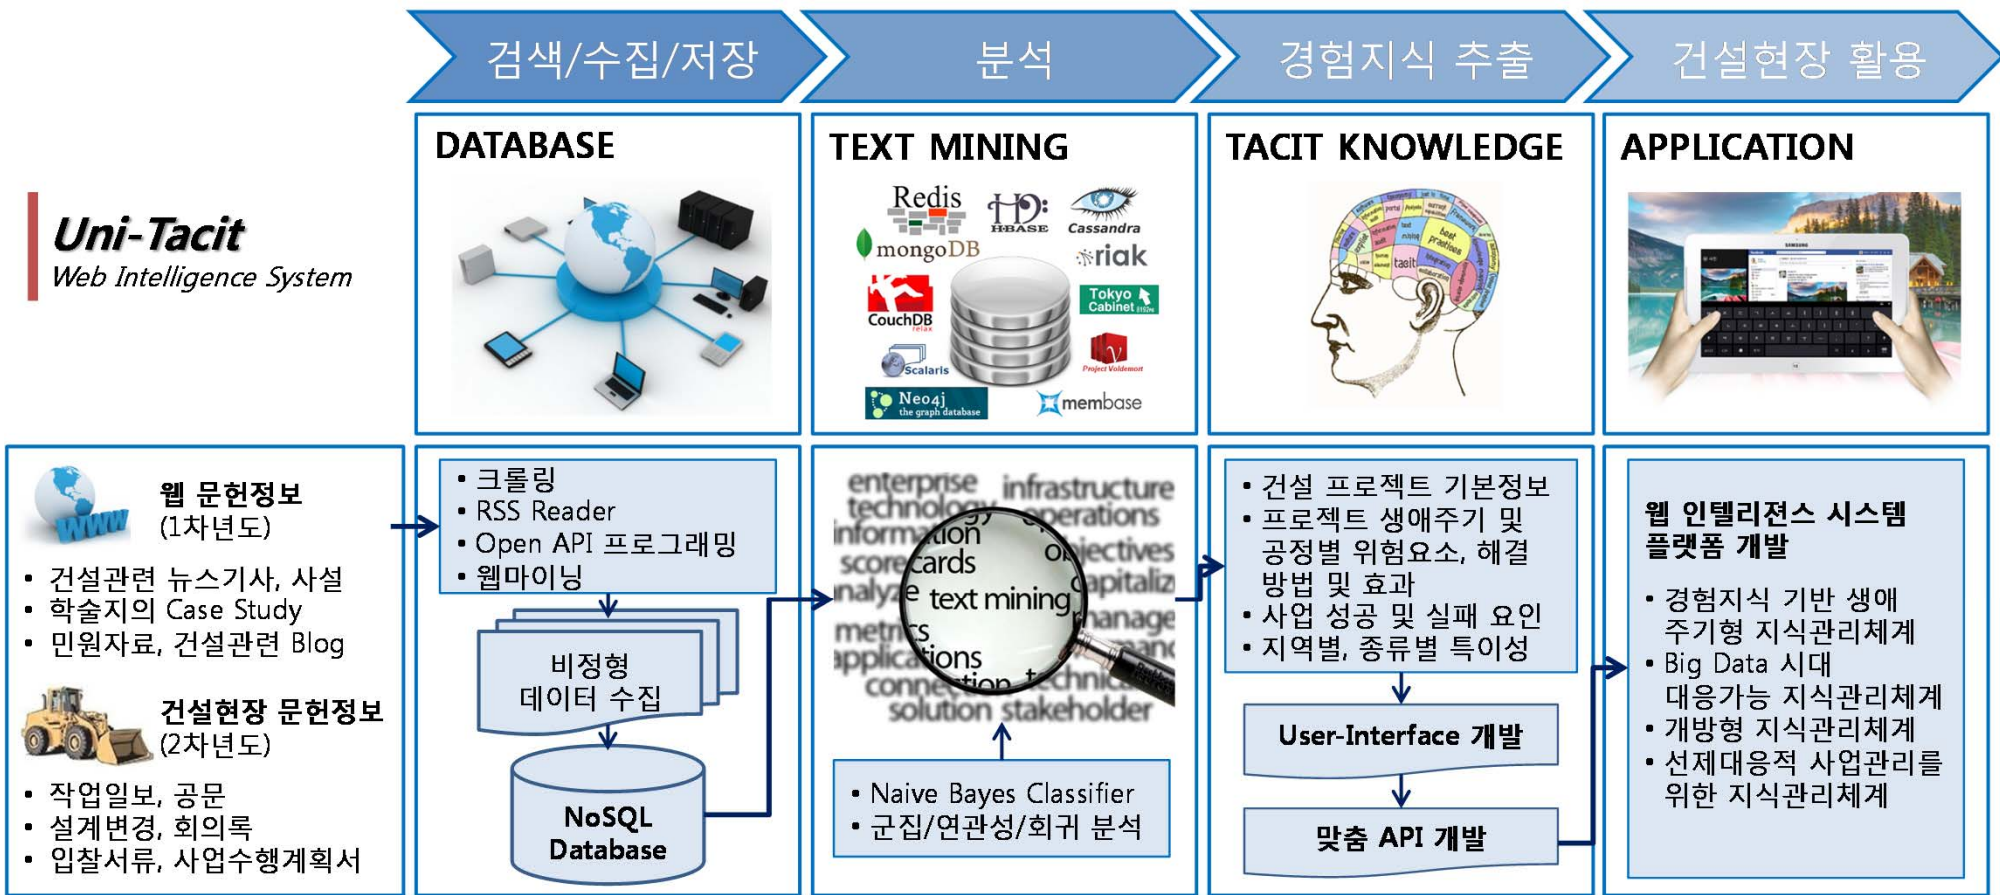 검색/수집/저장
분석
경험지식 추출
건설현장 활용
Uni-Tacit
Web Intelligence System
DATABASE
TEXT MINING
Redis
HBASE
Cassandra
mongoDB
riak
CouchDB
relax
Tokyo
Cabinet
Scalaris
Project Voldemort
Neo4j
the graph database
membase
TACIT KNOWLEDGE
best
practices
tacit
APPLICATION
SAMSUNG
WWW
웹 문헌정보
(1차년도)
• 건설관련 뉴스기사, 사설
• 학술지의 Case Study
• 민원자료, 건설관련 Blog
건설현장 문헌정보
(2차년도)
• 작업일보, 공문
• 설계변경, 회의록
• 입찰서류, 사업수행계획서
• 크롤링
• RSS Reader
• Open API 프로그래밍
• 웹마이닝
비정형
데이터 수집
NoSQL
Database
enterprise infrastructure
technology operations
information
scorecards objectives
analyze text mining capitaliz
metrics manage
applications
connection technic
solution stakeholder
• Naive Bayes Classifier
• 군집/연관성/회귀 분석
• 건설 프로젝트 기본정보
• 프로젝트 생애주기 및
공정별 위험요소, 해결
방법 및 효과
• 사업 성공 및 실패 요인
• 지역별, 종류별 특이성
User-Interface 개발
맞춤 API 개발
웹 인텔리젼스 시스템
플랫폼 개발
• 경험지식 기반 생애
주기형 지식관리체계
• Big Data 시대
대응가능 지식관리체계
• 개방형 지식관리체계
• 선제대응적 사업관리를
위한 지식관리체계